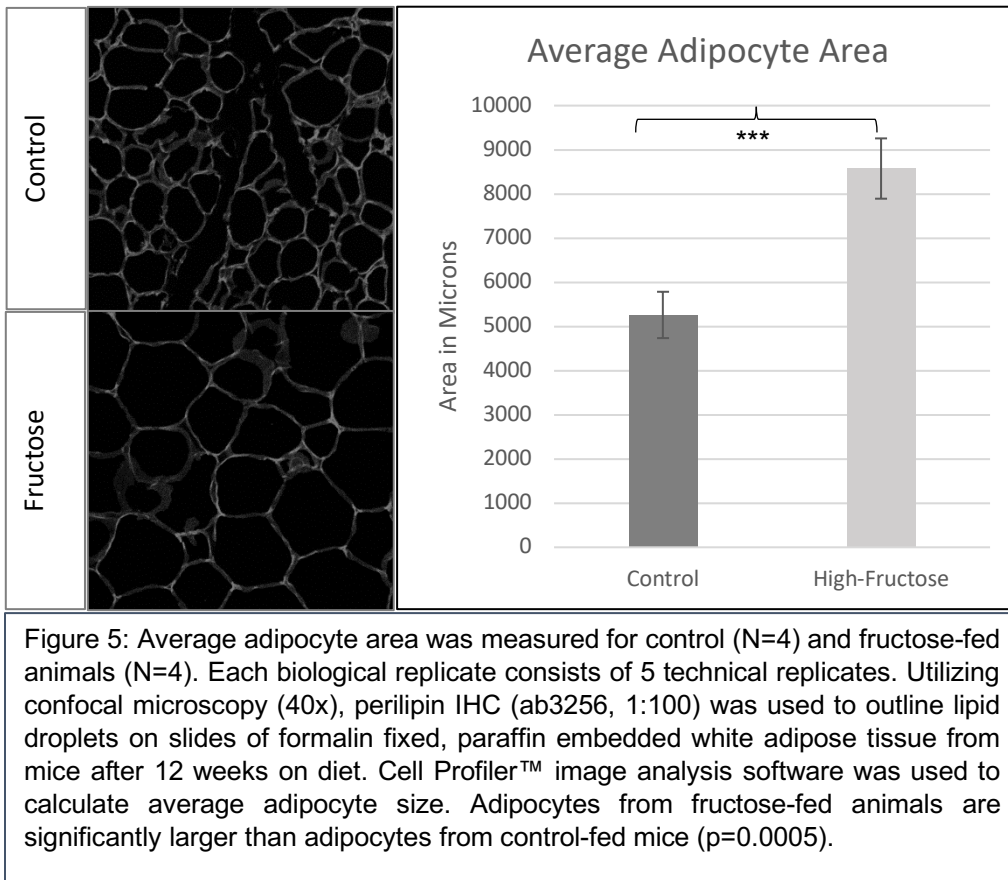 Control
Fructose
Average Adipocyte Area
Area in Microns
10000
9000
8000
7000
6000
5000
4000
3000
2000
1000
0
***
Control
High-Fructose
Figure 5: Average adipocyte area was measured for control (N=4) and fructose-fed
animals (N=4). Each biological replicate consists of 5 technical replicates. Utilizing
confocal microscopy (40x), perilipin IHC (ab3256, 1:100) was used to outline lipid
droplets on slides of formalin fixed, paraffin embedded white adipose tissue from
mice after 12 weeks on diet. Cell Profiler™ image analysis software was used to
calculate average adipocyte size. Adipocytes from fructose-fed animals are
significantly larger than adipocytes from control-fed mice (p=0.0005).